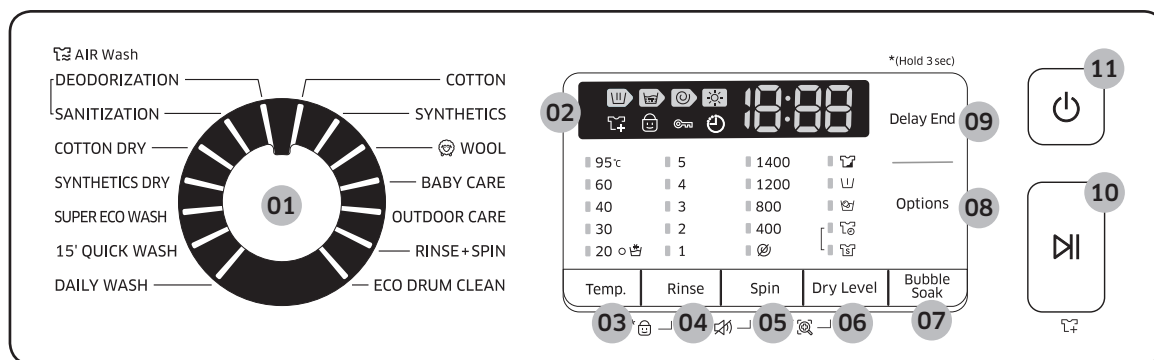 *(Hold 3 sec)
AIR Wash
DEODORIZATION
SANITIZATION
COTTON DRY
SYNTHETICS DRY
SUPER ECO WASH
15' QUICK WASH
DAILY WASH
COTTON
SYNTHETICS
WOOL
BABY CARE
OUTDOOR CARE
RINSE+SPIN
ECO DRUM CLEAN
01
02
18:88
95℃ 5 1400
60 4 1200
40 3 800
30 2 400
20 1
Delay End
09
Options
08
Temp. Rinse Spin Dry Level Bubble
Soak
03 * 04 05 06 07
11
10